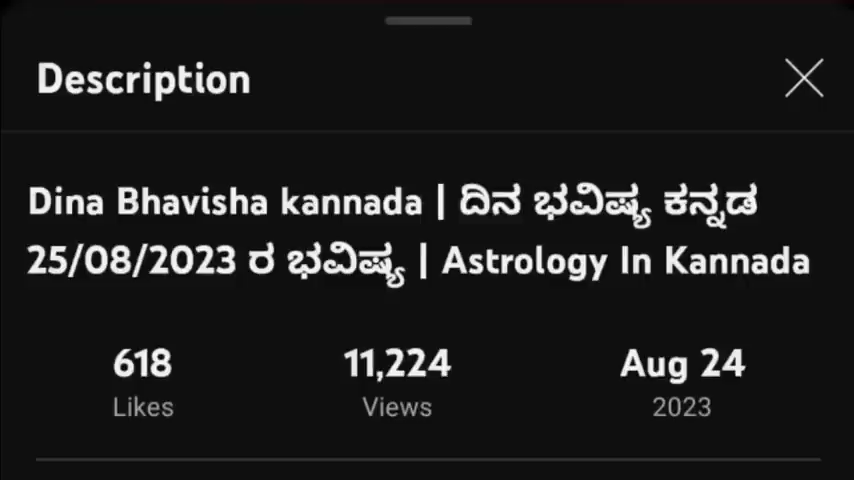 Description
Dina Bhavisha kannada | ದಿನ ಭವಿಷ್ಯ ಕನ್ನಡ
25/08/2023 ರ ಭವಿಷ್ಯ | Astrology In Kannada
618 11,224 Aug 24
Likes Views 2023